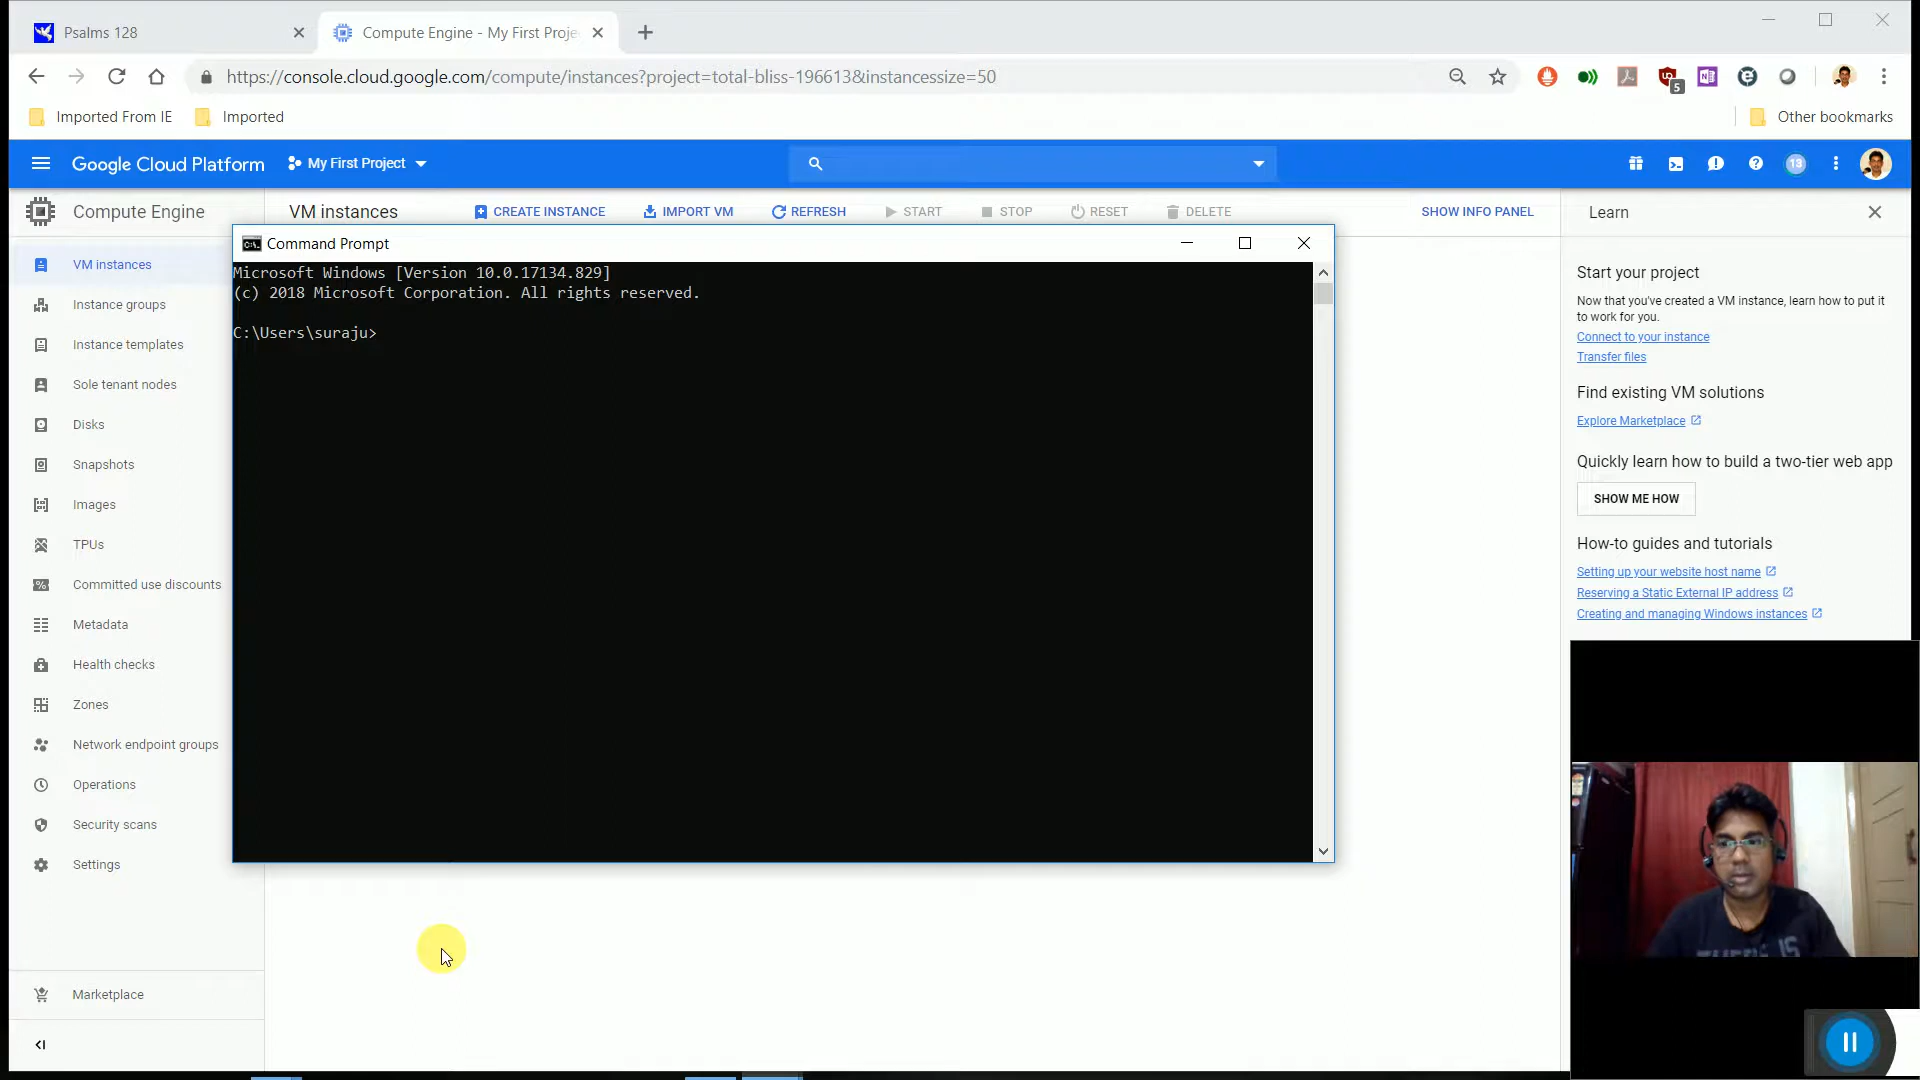 Psalms 128
Compute Engine - My First Proje
https://console.cloud.google.com/compute/instances?project=total-bliss-196613&instancessize=50
5
Imported From IE
Imported
Other bookmarks
Google Cloud Platform
My First Project
13
Compute Engine
VM instances
CREATE INSTANCE
IMPORT VM
REFRESH
START
STOP
RESET
DELETE
SHOW INFO PANEL
Learn
VM instances
Instance groups
Instance templates
Sole tenant nodes
Disks
Snapshots
Images
TPUs
Committed use discounts
Metadata
Health checks
Zones
Network endpoint groups
Operations
Security scans
Settings
Marketplace
Command Prompt
Microsoft Windows [Version 10.0.17134.829]
(c) 2018 Microsoft Corporation. All rights reserved.
C:\Users\suraju>
Start your project
Now that you've created a VM instance, learn how to put it
to work for you.
Connect to your instance
Transfer files
Find existing VM solutions
Explore Marketplace
Quickly learn how to build a two-tier web app
SHOW ME HOW
How-to guides and tutorials
Setting up your website host name
Reserving a Static External IP address
Creating and managing Windows instances